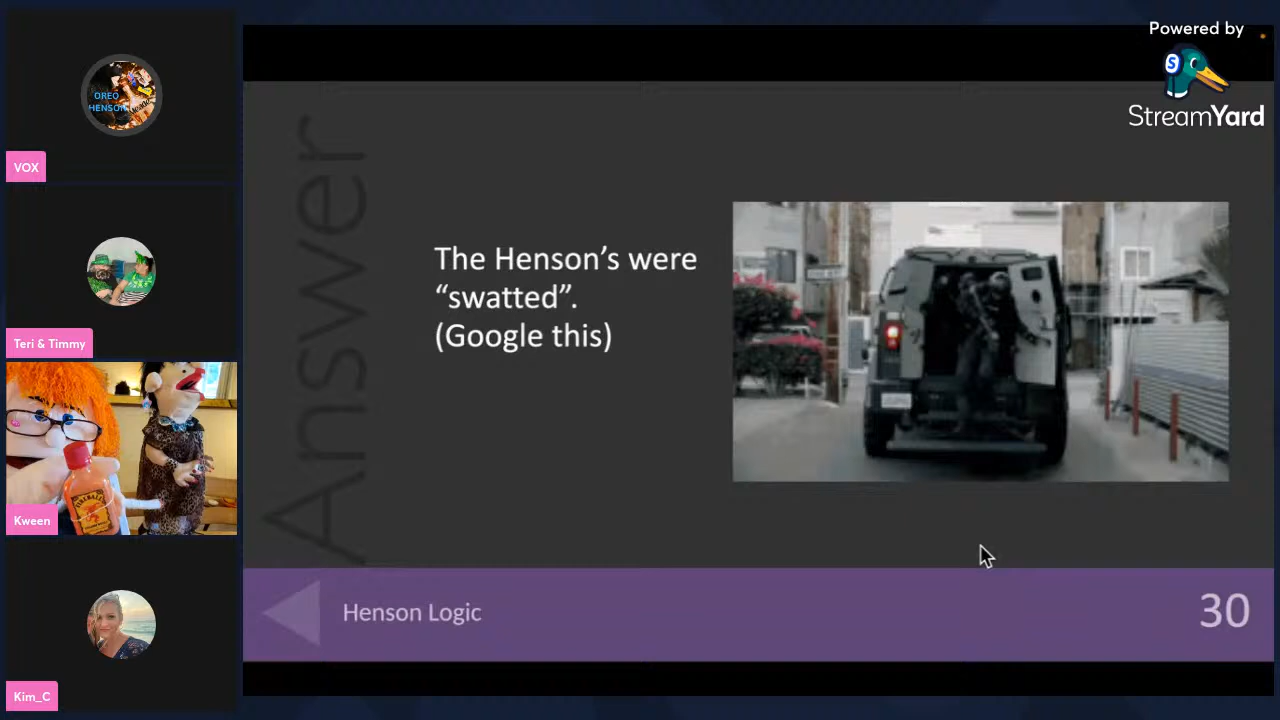 Powered by
StreamYard
OREO
HENSON
VOX
Teri & Timmy
Kween
Kim_C
Answer
The Henson’s were
“swatted”.
(Google this)
Henson Logic
30
FIREBALL